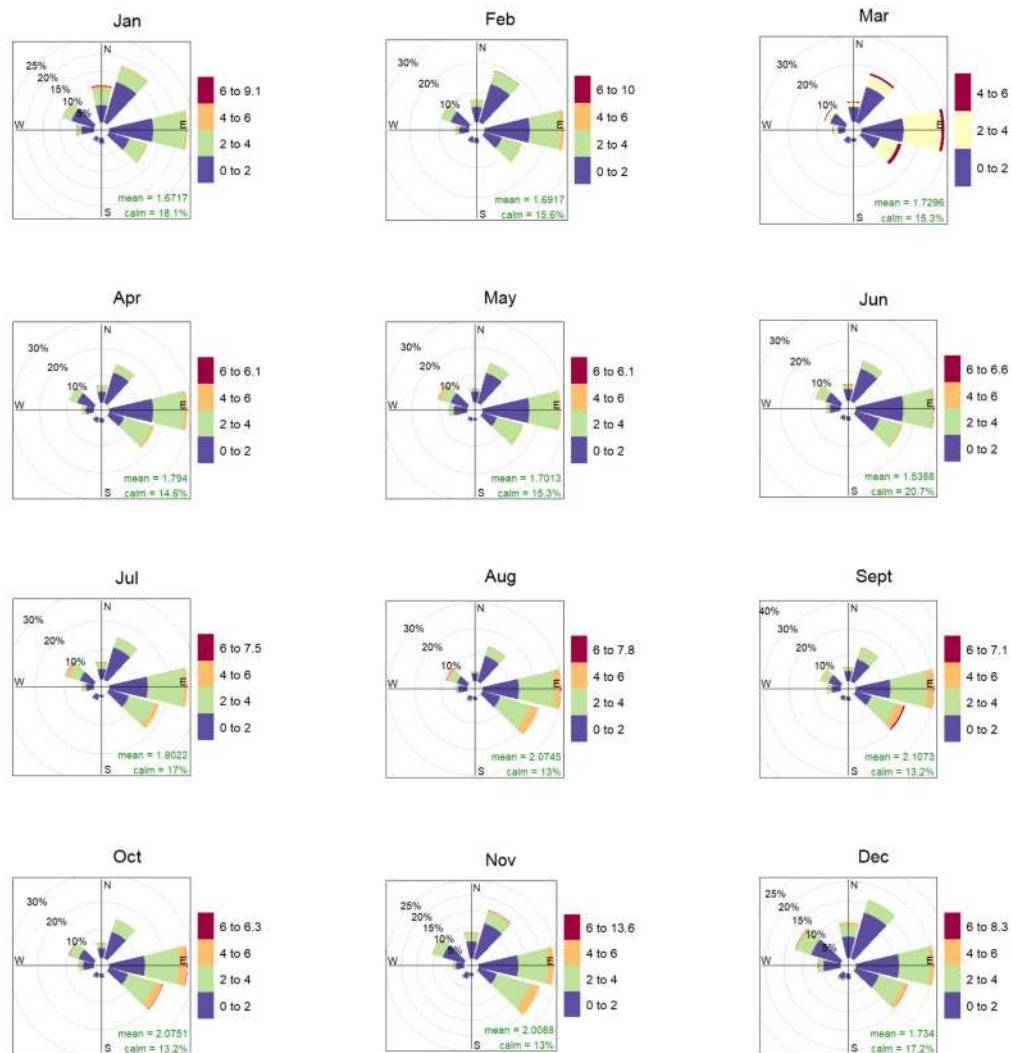 Jan
N
25%
20%
15%
10%
5%
W
E
S
mean = 1.6717
calm = 18.1%
6 to 9.1
4 to 6
2 to 4
0 to 2
Feb
N
30%
20%
10%
W
E
S
mean = 1.6917
calm = 15.6%
6 to 10
4 to 6
2 to 4
0 to 2
Mar
N
30%
20%
10%
W
E
S
mean = 1.7296
calm = 15.3%
4 to 6
2 to 4
0 to 2
Apr
N
30%
20%
10%
W
E
S
mean = 1.794
calm = 14.6%
6 to 6.1
4 to 6
2 to 4
0 to 2
May
N
30%
20%
10%
W
E
S
mean = 1.7013
calm = 15.3%
6 to 6.1
4 to 6
2 to 4
0 to 2
Jun
N
30%
20%
10%
W
E
S
mean = 1.5388
calm = 20.7%
6 to 6.6
4 to 6
2 to 4
0 to 2
Jul
N
30%
20%
10%
W
E
S
mean = 1.8022
calm = 17%
6 to 7.5
4 to 6
2 to 4
0 to 2
Aug
N
30%
20%
10%
W
E
S
mean = 2.0745
calm = 13%
6 to 7.8
4 to 6
2 to 4
0 to 2
Sept
N
40%
30%
20%
10%
W
E
S
mean = 2.1073
calm = 13.2%
6 to 7.1
4 to 6
2 to 4
0 to 2
Oct
N
30%
20%
10%
W
E
S
mean = 2.0751
calm = 13.2%
6 to 6.3
4 to 6
2 to 4
0 to 2
Nov
N
25%
20%
15%
10%
5%
W
E
S
mean = 2.0088
calm = 13%
6 to 13.6
4 to 6
2 to 4
0 to 2
Dec
N
25%
20%
15%
10%
5%
W
E
S
mean = 1.734
calm = 17.2%
6 to 8.3
4 to 6
2 to 4
0 to 2